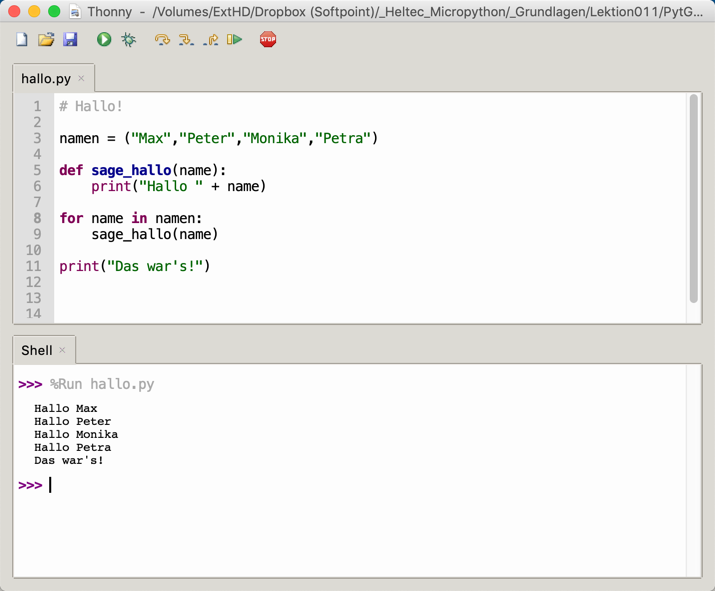 Thonny - /Volumes/ExtHD/Dropbox (Softpoint)/_Heltec_Micropython/_Grundlagen/Lektion011/PytG...
STOP
hallo.py ×
1 # Hallo!
2
3 namen = ("Max","Peter","Monika","Petra")
4
5 def sage_hallo(name):
6     print("Hallo " + name)
7
8 for name in namen:
9     sage_hallo(name)
10
11 print("Das war's!")
12
13
14
Shell ×
>>> %Run hallo.py
Hallo Max
Hallo Peter
Hallo Monika
Hallo Petra
Das war's!
>>>